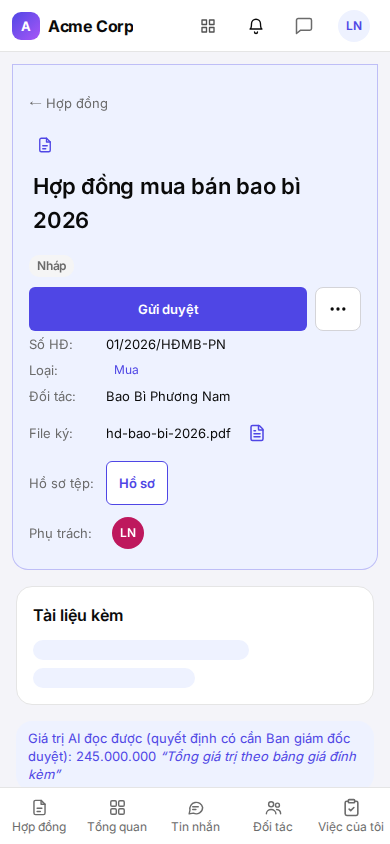 A Acme Corp LN
← Hợp đồng
Hợp đồng mua bán bao bì
2026
Nháp
Gửi duyệt
Số HĐ: 01/2026/HĐMB-PN
Loại: Mua
Đối tác: Bao Bì Phương Nam
File ký: hd-bao-bi-2026.pdf
Hồ sơ tệp: Hồ sơ
Phụ trách: LN
Tài liệu kèm
Giá trị AI đọc được (quyết định có cần Ban giám đốc
duyệt): 245.000.000 “Tổng giá trị theo bảng giá đính
kèm”
Hợp đồng Tổng quan Tin nhắn Đối tác Việc của tôi